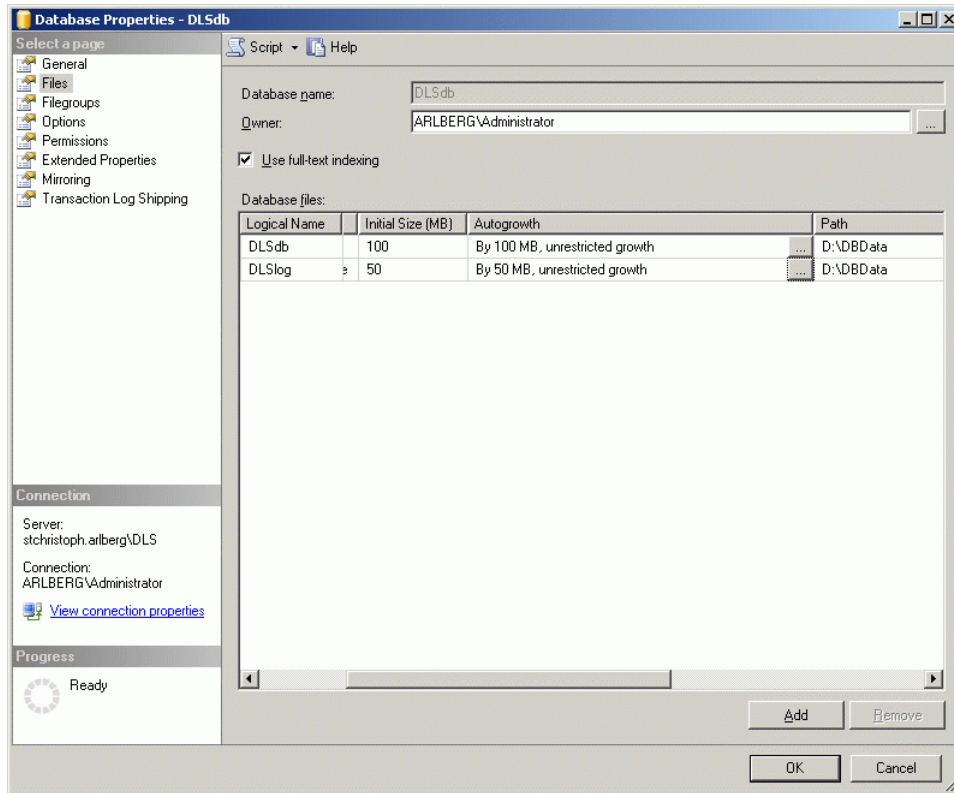 Database Properties - DLSdb
Select a page
General
Files
Filegroups
Options
Permissions
Extended Properties
Mirroring
Transaction Log Shipping
Connection
Server:
stchristoph.arlberg\DLS
Connection:
ARLBERG\Administrator
View connection properties
Progress
Ready
Script Help
Database name: DLSdb
Owner: ARLBERG\Administrator ...
Use full-text indexing
Database files:
Logical Name Initial Size (MB) Autogrowth Path
DLSdb 100 By 100 MB, unrestricted growth ... D:\DBData
DLSlog e 50 By 50 MB, unrestricted growth ... D:\DBData
Add Remove
OK Cancel